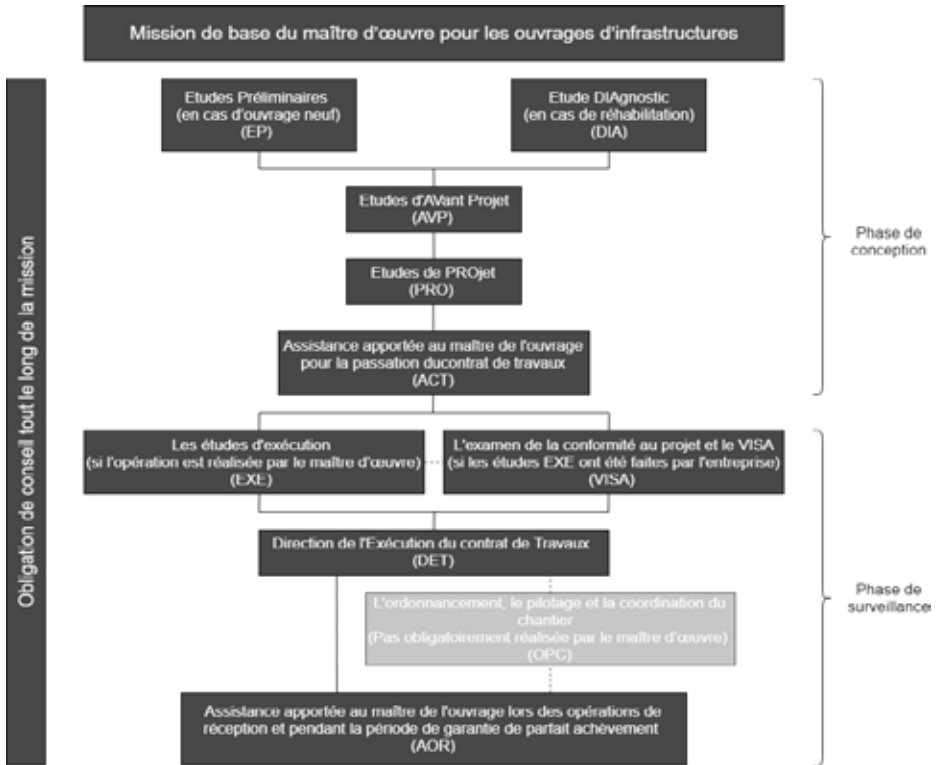 Mission de base du maître d'œuvre pour les ouvrages d'infrastructures
Obligation de conseil tout le long de la mission
Etudes Préliminaires
(en cas d'ouvrage neuf)
(EP)
Etude DIAgnostic
(en cas de réhabilitation)
(DIA)
Etudes d'AVant Projet
(AVP)
Etudes de PROjet
(PRO)
Assistance apportée au maître de l'ouvrage
pour la passation ducontrat de travaux
(ACT)
Phase de
conception
Les études d'exécution
(si l'opération est réalisée par le maître d'œuvre)
(EXE)
L'examen de la conformité au projet et le VISA
(si les études EXE ont été faites par l'entreprise)
(VISA)
Direction de l'Exécution du contrat de Travaux
(DET)
L'ordonnancement, le pilotage et la coordination du
chantier
(Pas obligatoirement réalisée par le maître d'œuvre)
(OPC)
Assistance apportée au maître de l'ouvrage lors des opérations de
réception et pendant la période de garantie de parfait achèvement
(AOR)
Phase de
surveillance